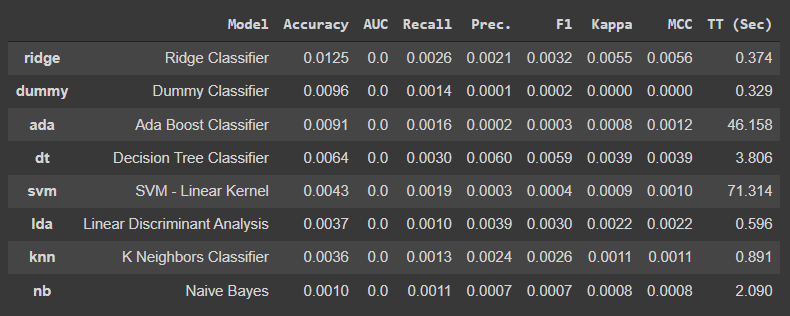 Model Accuracy AUC Recall Prec. F1 Kappa MCC TT (Sec)
ridge Ridge Classifier 0.0125 0.0 0.0026 0.0021 0.0032 0.0055 0.0056 0.374
dummy Dummy Classifier 0.0096 0.0 0.0014 0.0001 0.0002 0.0000 0.0000 0.329
ada Ada Boost Classifier 0.0091 0.0 0.0016 0.0002 0.0003 0.0008 0.0012 46.158
dt Decision Tree Classifier 0.0064 0.0 0.0030 0.0060 0.0059 0.0039 0.0039 3.806
svm SVM - Linear Kernel 0.0043 0.0 0.0019 0.0003 0.0004 0.0009 0.0010 71.314
lda Linear Discriminant Analysis 0.0037 0.0 0.0010 0.0039 0.0030 0.0022 0.0022 0.596
knn K Neighbors Classifier 0.0036 0.0 0.0013 0.0024 0.0026 0.0011 0.0011 0.891
nb Naive Bayes 0.0010 0.0 0.0011 0.0007 0.0007 0.0008 0.0008 2.090